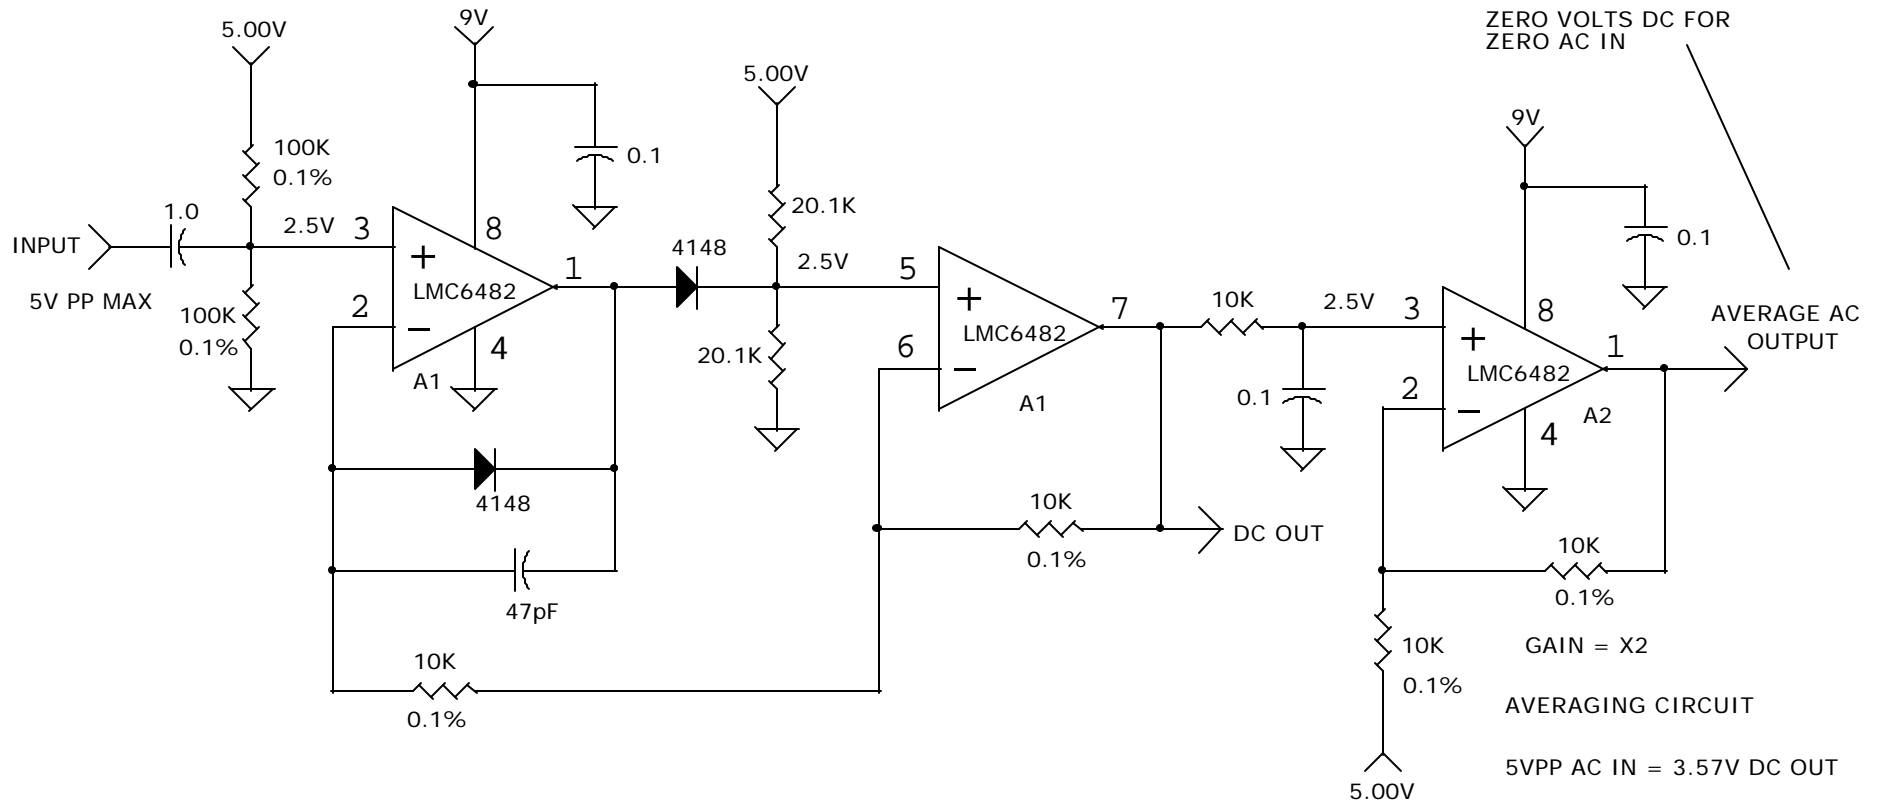 ZERO VOLTS DC FOR
ZERO AC IN
5.00V
9V
5.00V
9V
100K
0.1%
0.1
1.0
INPUT
5V PP MAX
2.5V
3
2
8
1
4
+
−
LMC6482
A1
100K
0.1%
4148
20.1K
2.5V
20.1K
4148
47pF
10K
0.1%
5
6
7
+
−
LMC6482
A1
10K
0.1%
DC OUT
10K
2.5V
0.1
3
2
8
1
4
+
−
LMC6482
A2
0.1
AVERAGE AC
OUTPUT
10K
0.1%
10K
0.1%
5.00V
GAIN = X2
AVERAGING CIRCUIT
5VPP AC IN = 3.57V DC OUT